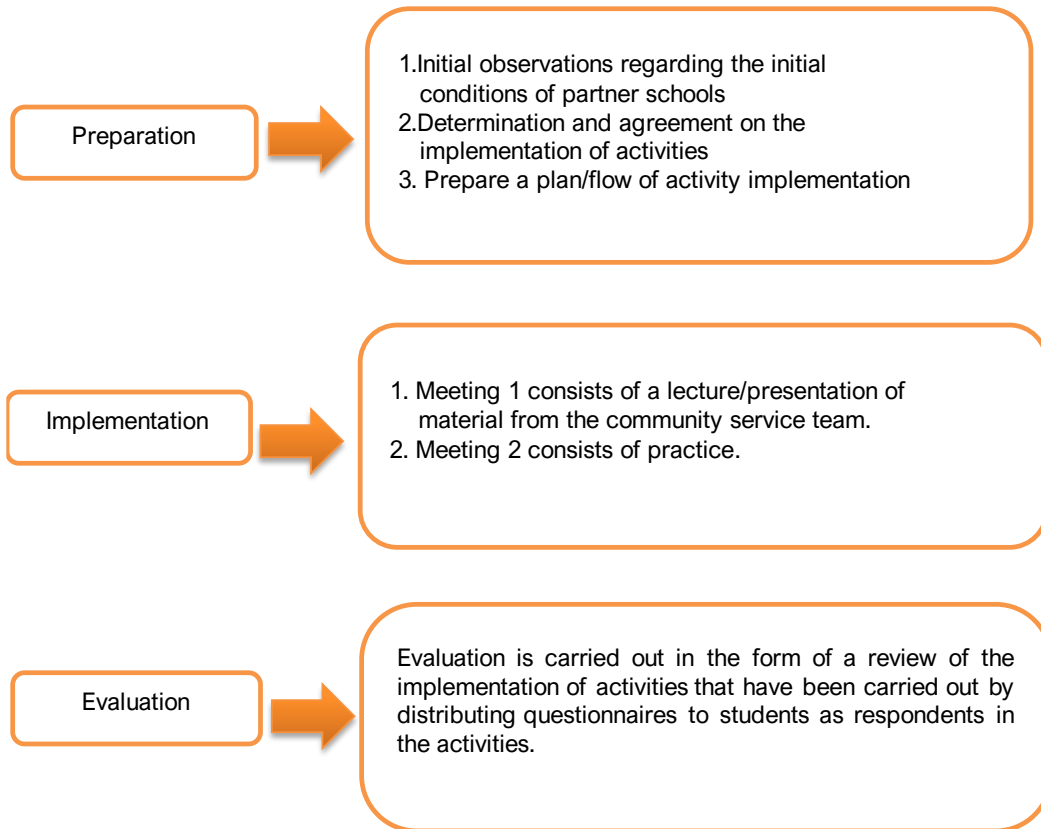 Preparation
1.Initial observations regarding the initial
conditions of partner schools
2.Determination and agreement on the
implementation of activities
3. Prepare a plan/flow of activity implementation
Implementation
1. Meeting 1 consists of a lecture/presentation of
material from the community service team.
2. Meeting 2 consists of practice.
Evaluation
Evaluation is carried out in the form of a review of the
implementation of activities that have been carried out by
distributing questionnaires to students as respondents in
the activities.